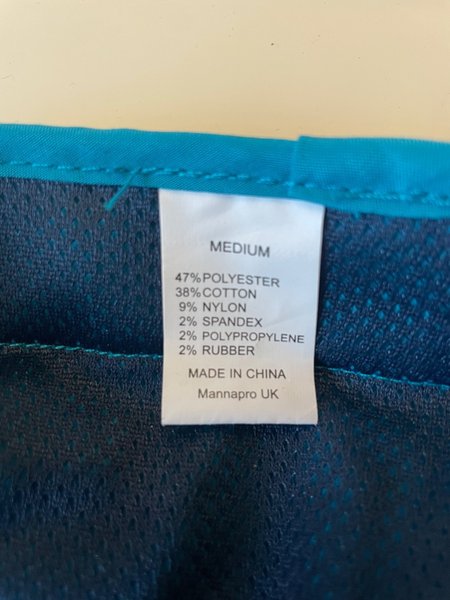 MEDIUM
47% POLYESTER
38% COTTON
9% NYLON
2% SPANDEX
2% POLYPROPYLENE
2% RUBBER
MADE IN CHINA
Mannapro UK